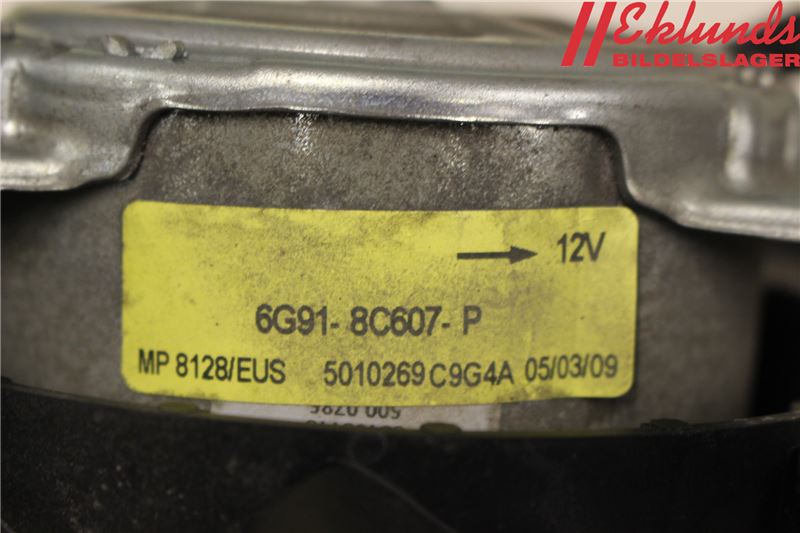 Eklunds
BILDELSLAGER
12V
6G91- 8C607- P
MP 8128/EUS 5010269 C9G4A 05/03/09